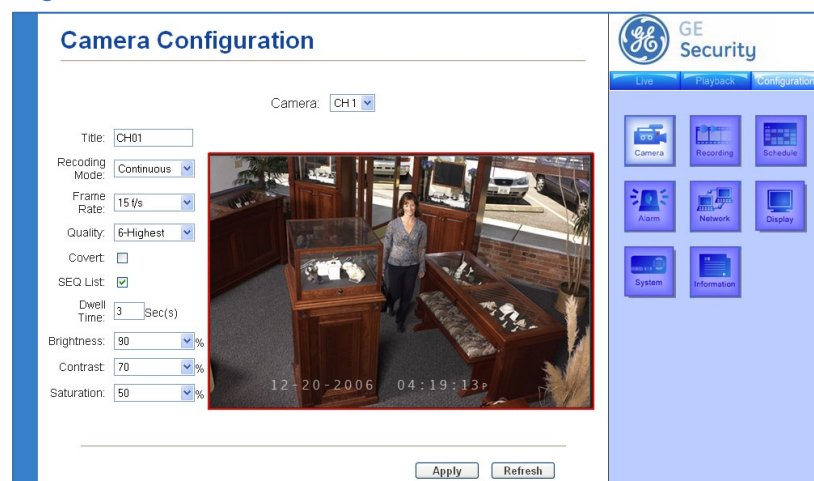 Camera Configuration
GE
Security
Live Playback Configuration
Camera: CH 1
Title: CH01
Recoding
Mode: Continuous
Frame
Rate: 15 f/s
Quality: 6-Highest
Covert:
SEQ List:
Dwell
Time: 3 Sec(s)
Brightness: 90 %
Contrast: 70 %
Saturation: 50 %
12-20-2006 04:19:13P
Apply Refresh
Camera Recording Schedule
Alarm Network Display
System Information